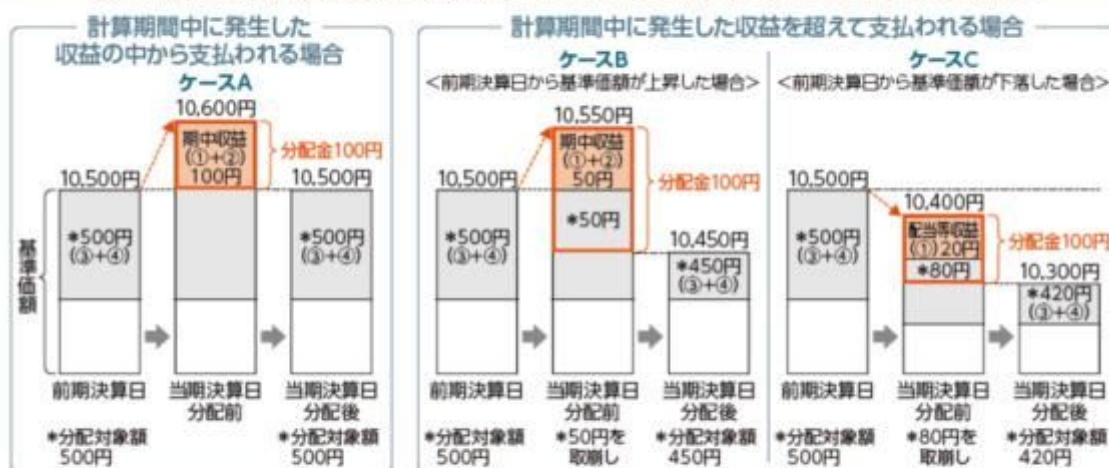 計算期間中に発生した
収益の中から支払われる場合
ケースA
10,600円
期中収益
(①+②)
100円
分配金100円
10,500円
10,500円
*500円
(③+④)
*500円
(③+④)
基準価額
前期決算日
当期決算日
分配前
当期決算日
分配後
*分配対象額
500円
*分配対象額
500円
計算期間中に発生した収益を超えて支払われる場合
ケースB
<前期決算日から基準価額が上昇した場合>
10,550円
期中収益
(①+②)
50円
分配金100円
10,500円
*500円
(③+④)
*50円
10,450円
*450円
(③+④)
前期決算日
当期決算日
分配前
当期決算日
分配後
*分配対象額
500円
*50円を
取崩し
*分配対象額
450円
ケースC
<前期決算日から基準価額が下落した場合>
10,500円
10,400円
配当等収益
(①)20円
分配金100円
*500円
(③+④)
*80円
10,300円
*420円
(③+④)
前期決算日
当期決算日
分配前
当期決算日
分配後
*分配対象額
500円
*80円を
取崩し
*分配対象額
420円